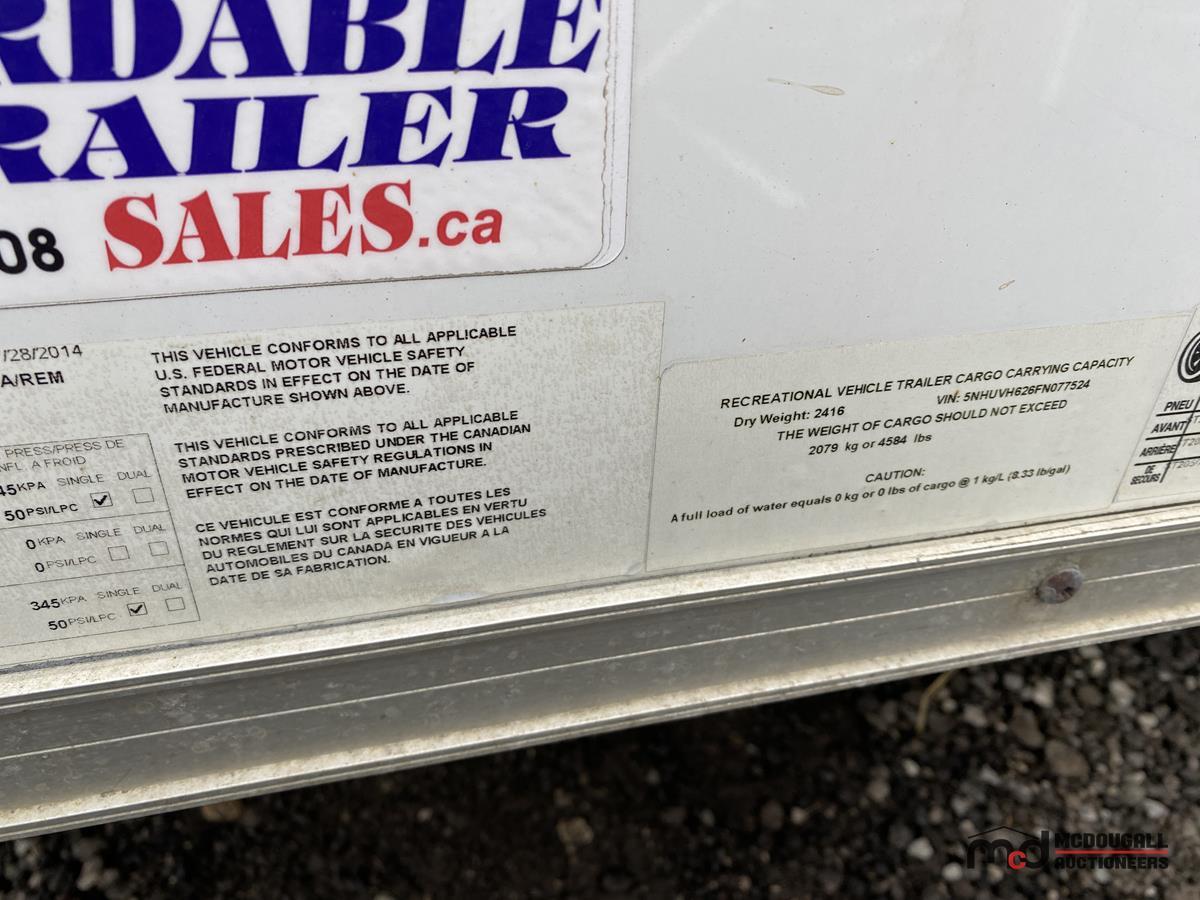 RDABLE
RAILER
08 SALES.ca
/28/2014
A/REM
THIS VEHICLE CONFORMS TO ALL APPLICABLE
U.S. FEDERAL MOTOR VEHICLE SAFETY
STANDARDS IN EFFECT ON THE DATE OF
MANUFACTURE SHOWN ABOVE.
THIS VEHICLE CONFORMS TO ALL APPLICABLE
STANDARDS PRESCRIBED UNDER THE CANADIAN
MOTOR VEHICLE SAFETY REGULATIONS IN
EFFECT ON THE DATE OF MANUFACTURE.
CE VEHICULE EST CONFORME A TOUTES LES
NORMES QUI LUI SONT APPLICABLES EN VERTU
DU REGLEMENT SUR LA SECURITE DES VEHICULES
AUTOMOBILES DU CANADA EN VIGUEUR A LA
DATE DE SA FABRICATION.
PRESS/PRESS DE
NFL. A FROID
45KPA SINGLE DUAL
50PSI/LPC
0KPA SINGLE DUAL
0PSI/LPC
345KPA SINGLE DUAL
50PSI/LPC
RECREATIONAL VEHICLE TRAILER CARGO CARRYING CAPACITY
Dry Weight: 2416 VIN: 5NHUVH626FN077524
THE WEIGHT OF CARGO SHOULD NOT EXCEED
2079 kg or 4584 lbs
CAUTION:
A full load of water equals 0 kg or 0 lbs of cargo @ 1 kg/L (8.33 lb/gal)
PNEU
AVANT
ARRIÈRE
DE
SECOURS
mcd MCDOUGALL
AUCTIONEERS